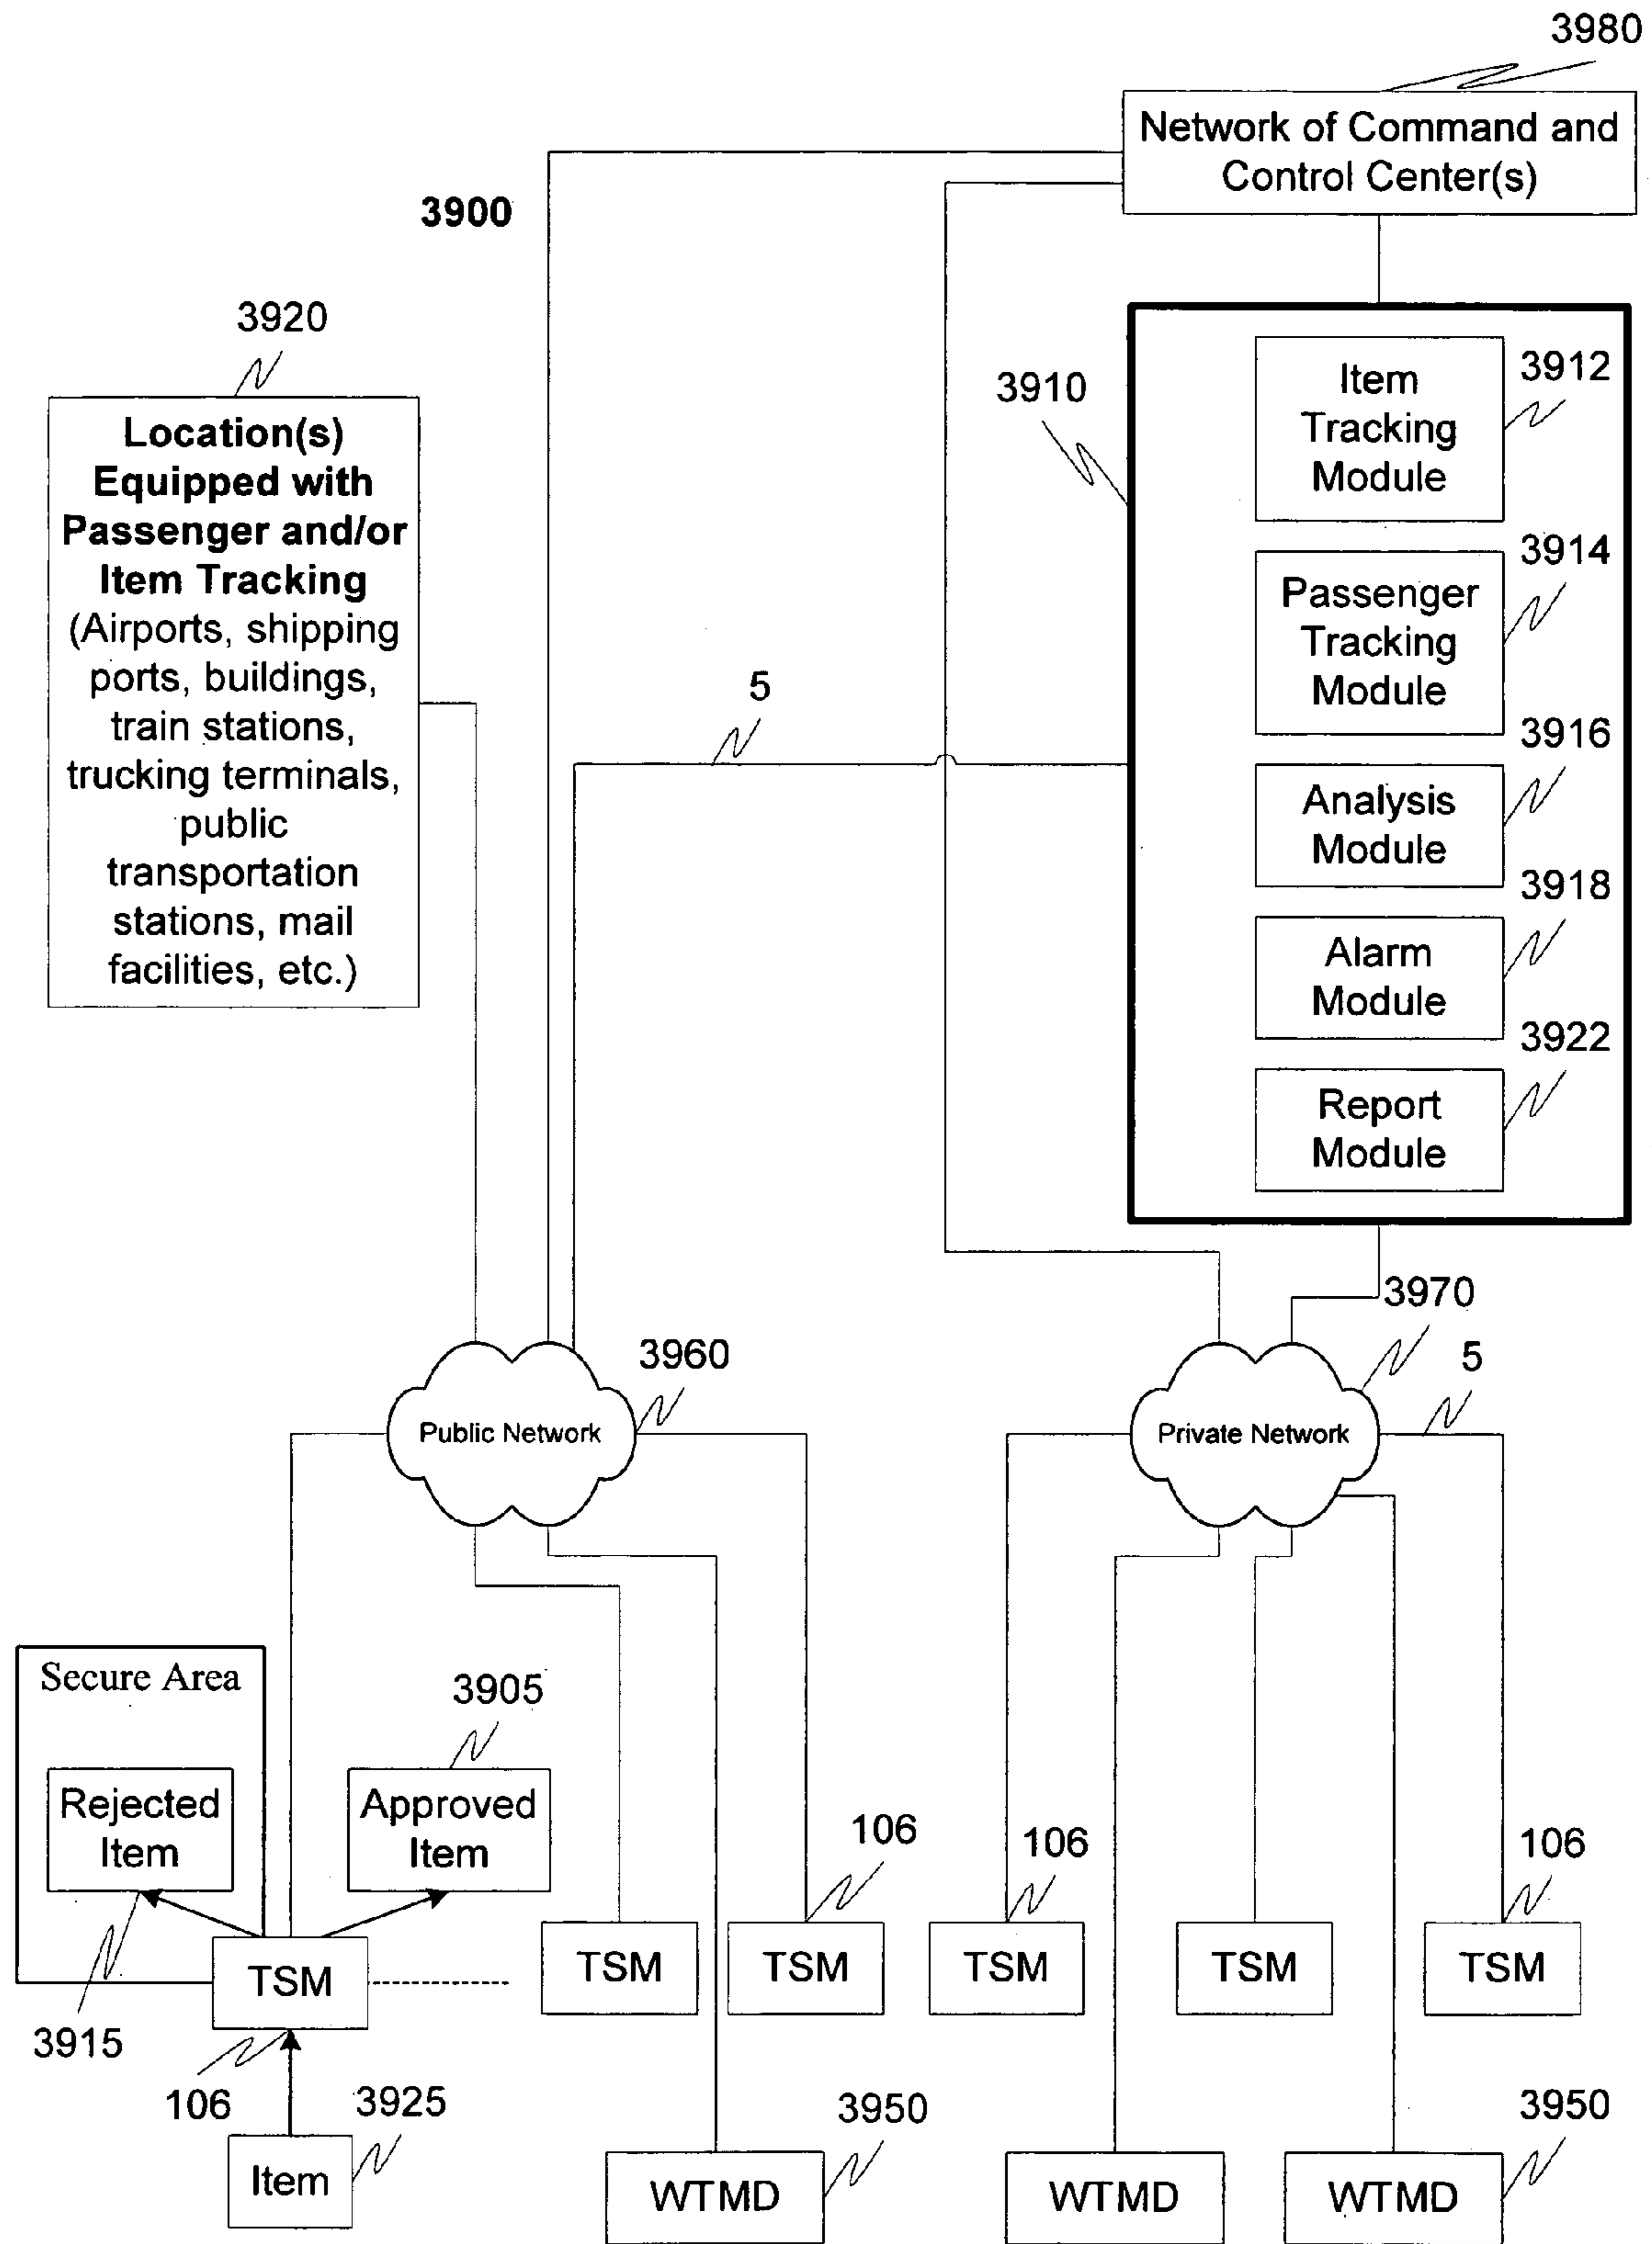 3980
Network of Command and
Control Center(s)
3900
3920
Location(s)
Equipped with
Passenger and/or
Item Tracking
(Airports, shipping
ports, buildings,
train stations,
trucking terminals,
public
transportation
stations, mail
facilities, etc.)
3910
Item
Tracking
Module
3912
Passenger
Tracking
Module
3914
Analysis
Module
3916
Alarm
Module
3918
Report
Module
3922
5
3960
Public Network
3970
5
Private Network
Secure Area
3905
Rejected
Item
Approved
Item
106
106
106
TSM
TSM
TSM
TSM
TSM
TSM
3915
106
3925
Item
3950
3950
WTMD
WTMD
WTMD